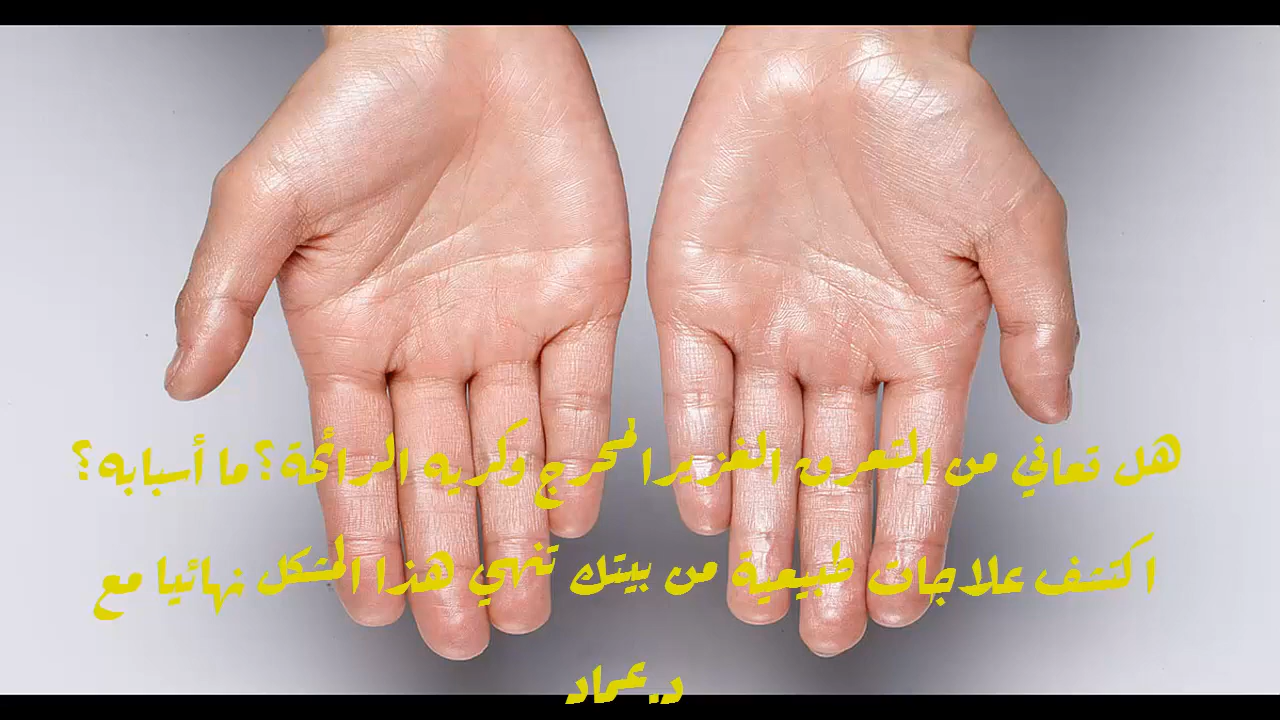 هل تعاني من التعرق الغزير المحرج وكريه الرائحة؟ ما أسبابه؟
اكتشف علاجات طبيعية من بيتك تنهي هذا المشكل نهائيا مع
د.عماد